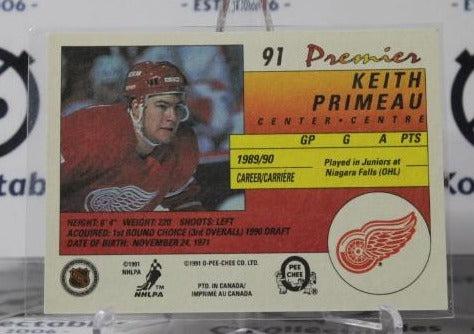 91 Premier
KEITH
PRIMEAU
CENTER • CENTRE
GP G A PTS
1989/90 Played in Juniors at
CAREER/CARRIÈRE Niagara Falls (OHL)
HEIGHT: 6' 4" WEIGHT: 220 SHOOTS: LEFT
ACQUIRED: 1st ROUND CHOICE (3rd OVERALL) 1990 DRAFT
DATE OF BIRTH: NOVEMBER 24, 1971
©1991
NHLPA
NHLPA
©1991 O-PEE-CHEE CO. LTD.
PTD. IN CANADA/
IMPRIMÉ AU CANADA
O
PEE
CHEE